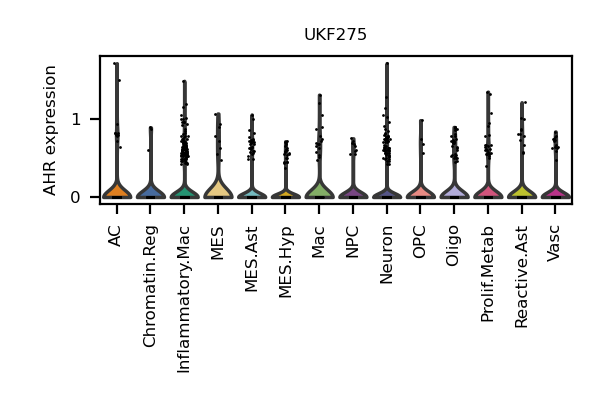 UKF275
AHR expression
1
0
AC
Chromatin.Reg
Inflammatory.Mac
MES
MES.Ast
MES.Hyp
Mac
NPC
Neuron
OPC
Oligo
Prolif.Metab
Reactive.Ast
Vasc